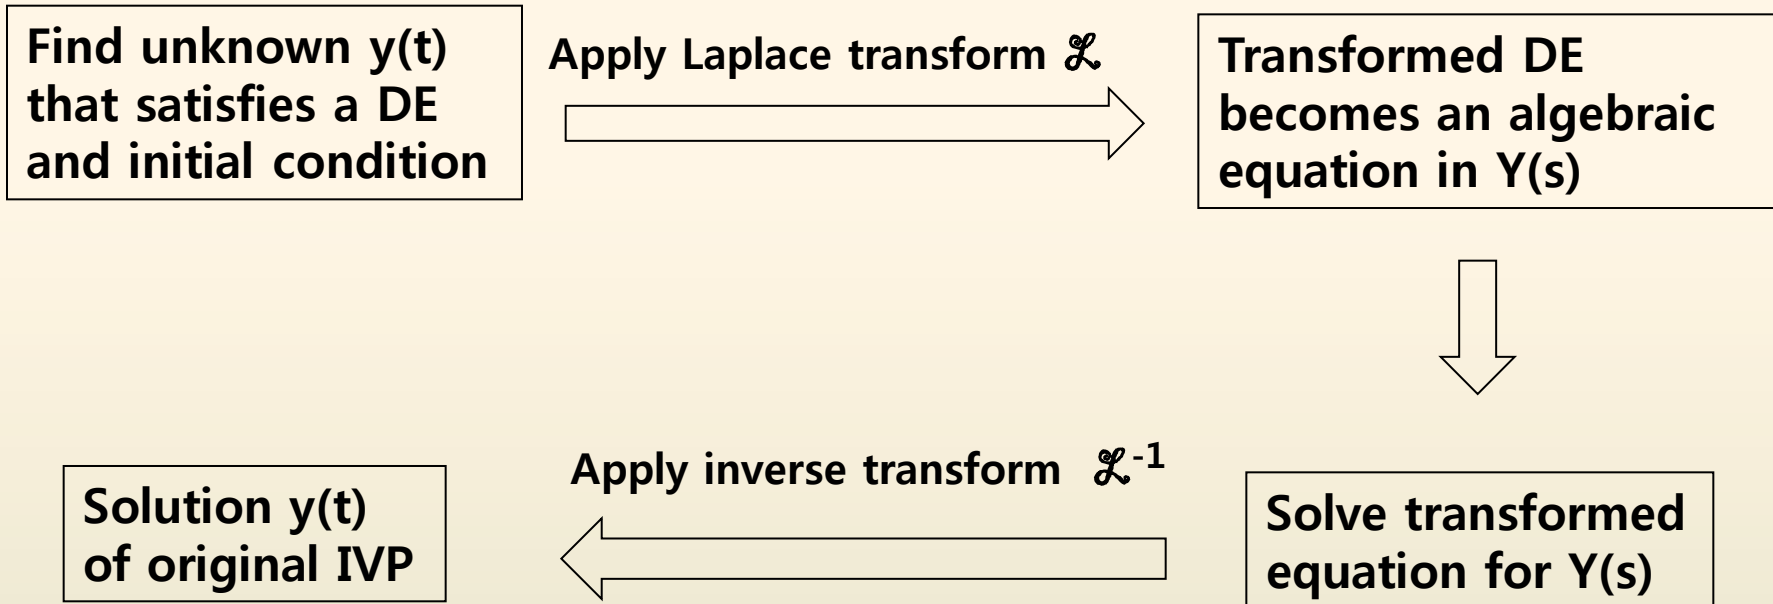 Find unknown y(t)
that satisfies a DE
and initial condition
Apply Laplace transform ℒ
Transformed DE
becomes an algebraic
equation in Y(s)
Solve transformed
equation for Y(s)
Apply inverse transform ℒ⁻¹
Solution y(t)
of original IVP